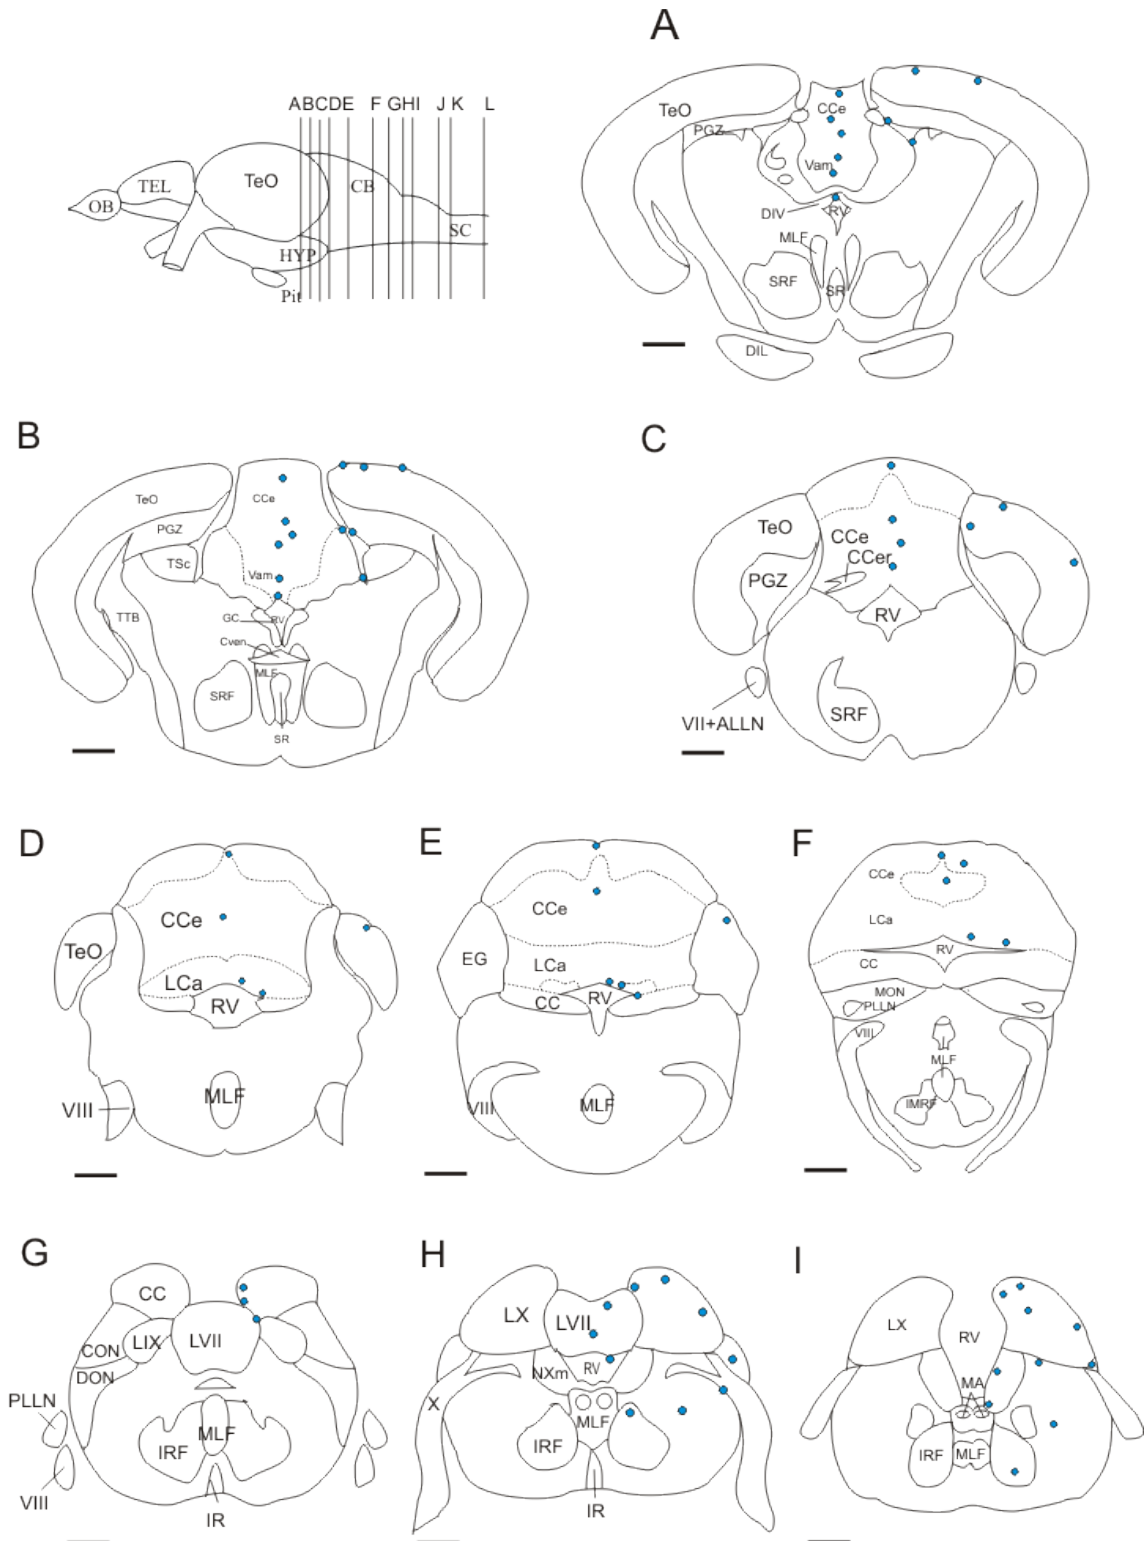 A
ABCDE F GHI J K L
TeO
TEL
CB
OB
SC
HYP
Pit
TeO
CCe
PGZ
Vam
DIV
RV
MLF
SRF
SR
DIL
B
TeO
CCe
PGZ
TSc
Vam
TTB
GC
RV
Cven
MLF
SRF
SR
C
TeO
CCe
CCer
PGZ
RV
VII+ALLN
SRF
D
CCe
TeO
LCa
RV
MLF
VIII
E
CCe
EG
LCa
CC
RV
VIII
MLF
F
CCe
LCa
RV
CC
MON
PLLN
VIII
MLF
IMRF
G
CC
LIX
LVII
CON
DON
PLLN
MLF
IRF
VIII
IR
H
LX
LVII
NXm
RV
X
MLF
IRF
IR
I
LX
RV
MA
IRF
MLF